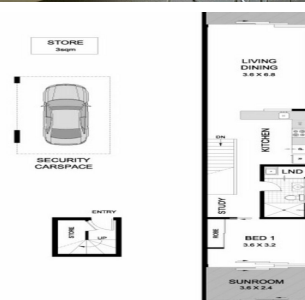 STORE
3sqm
SECURITY
CARSPACE
ENTRY
STORE
UP
LIVING
DINING
3.6 X 6.8
DN
KITCHEN
LND
STUDY
ROBE
BED 1
3.6 X 3.2
SUNROOM
3.6 X 2.4